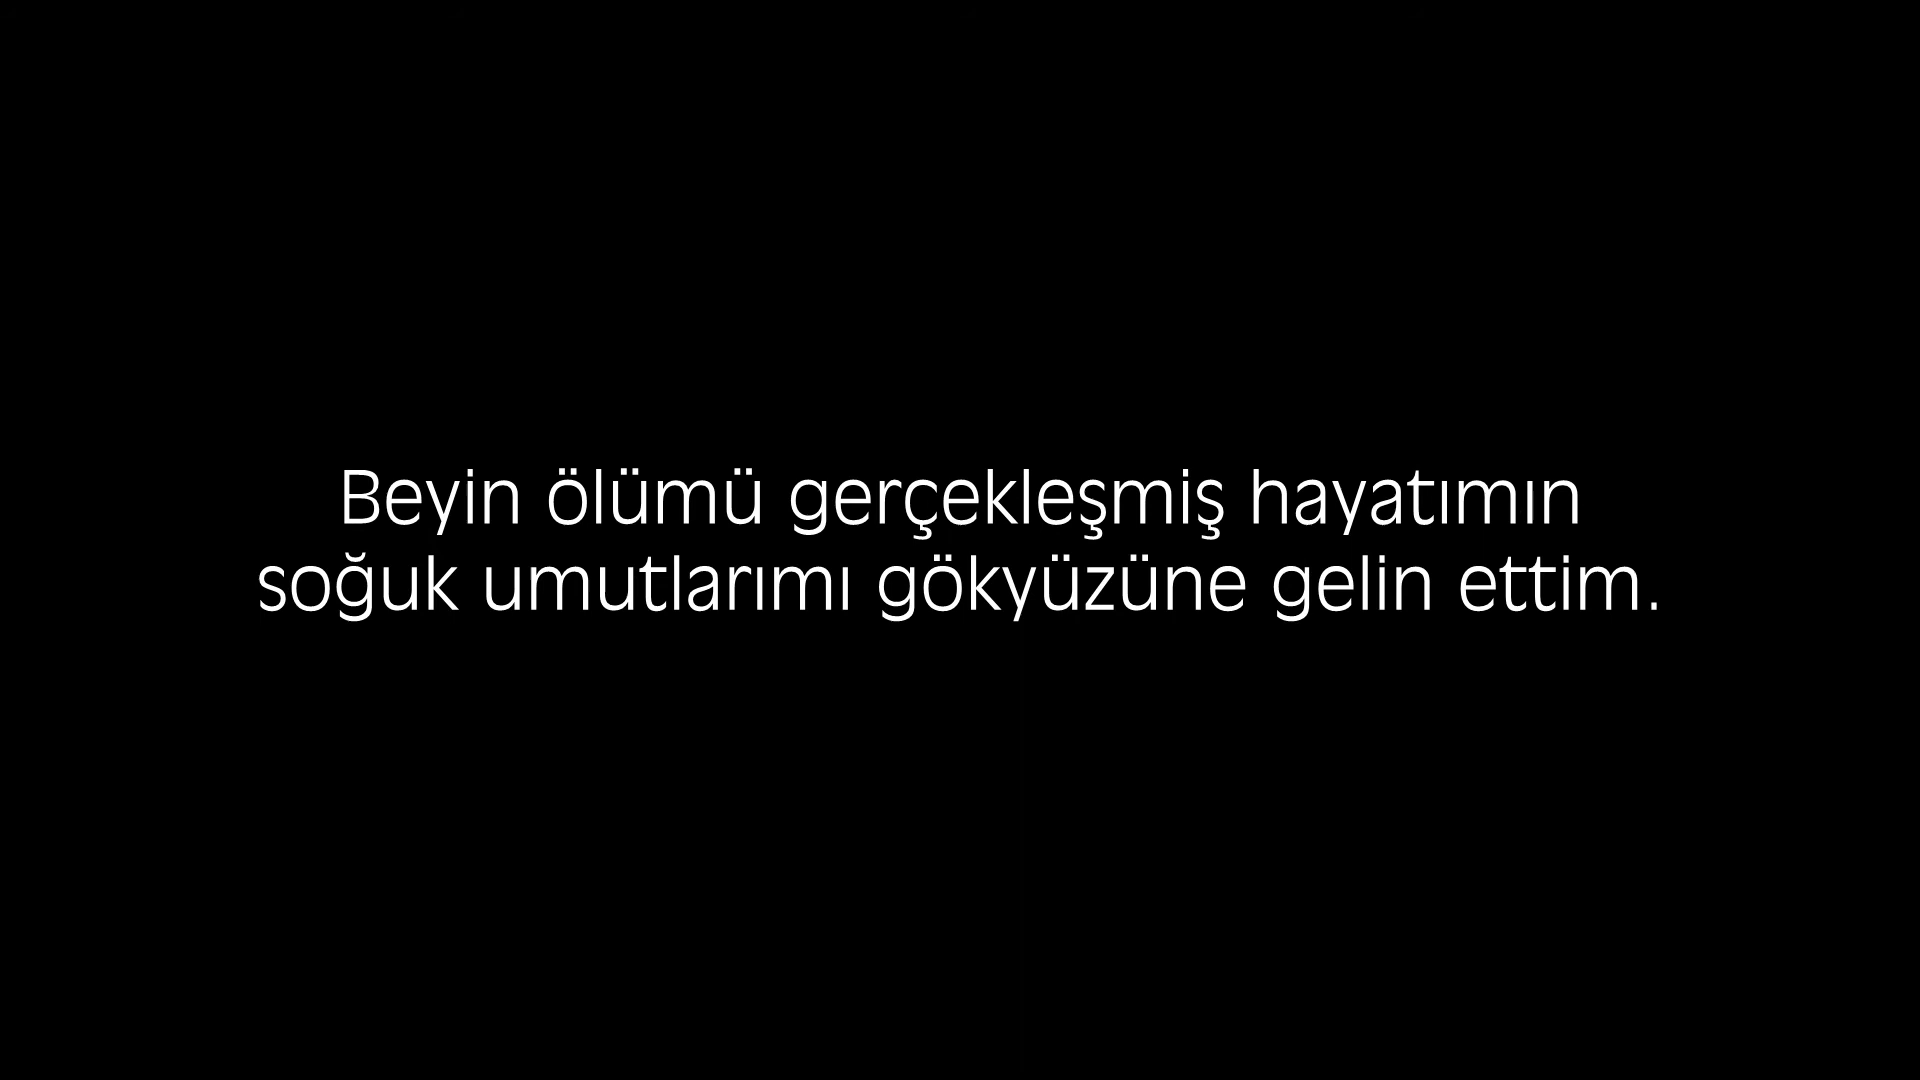 Beyin ölümü gerçekleşmiş hayatımın
soğuk umutlarımı gökyüzüne gelin ettim.